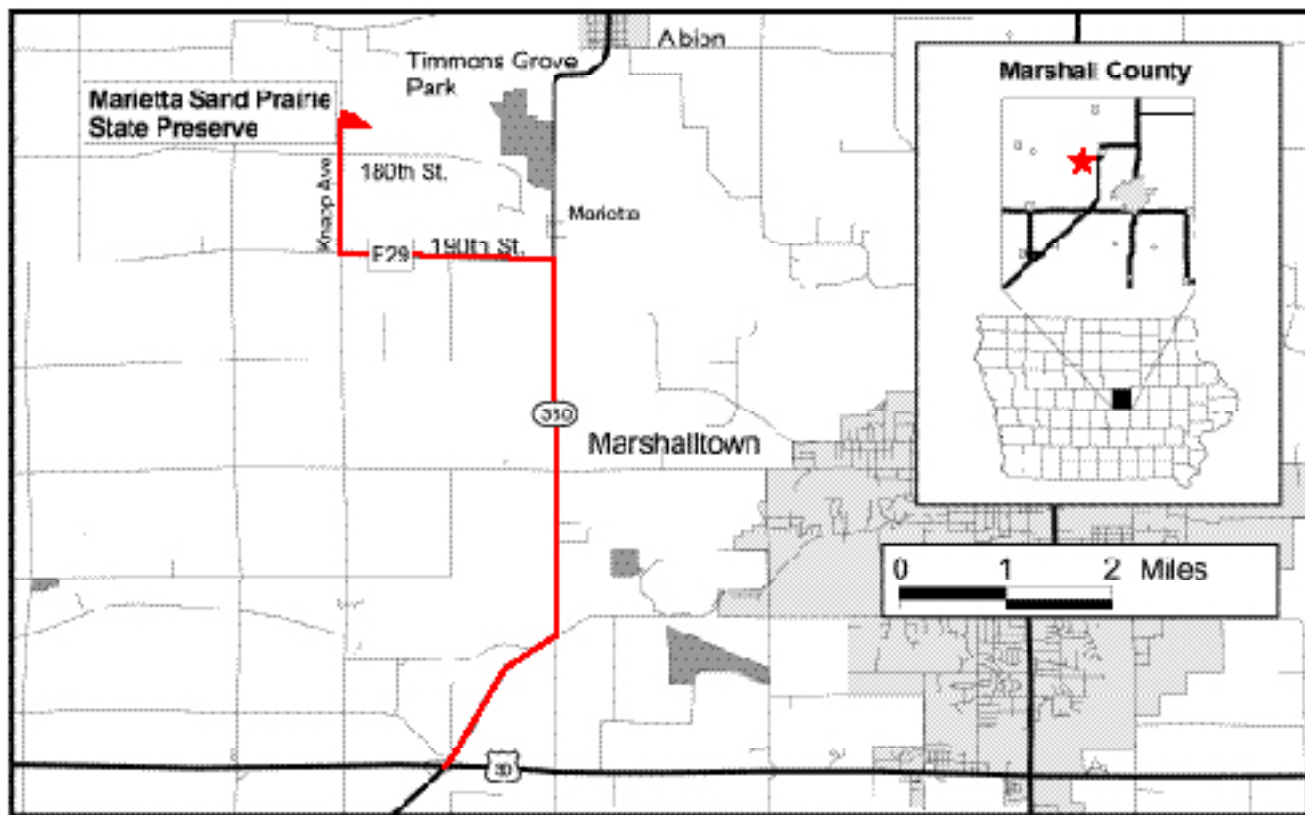 Albion
Timmons Grove
Park
Marshall County
Marietta Sand Prairie
State Preserve
Knapp Ave
180th St.
Marietta
190th St.
E29
330
Marshalltown
0 1 2 Miles
30